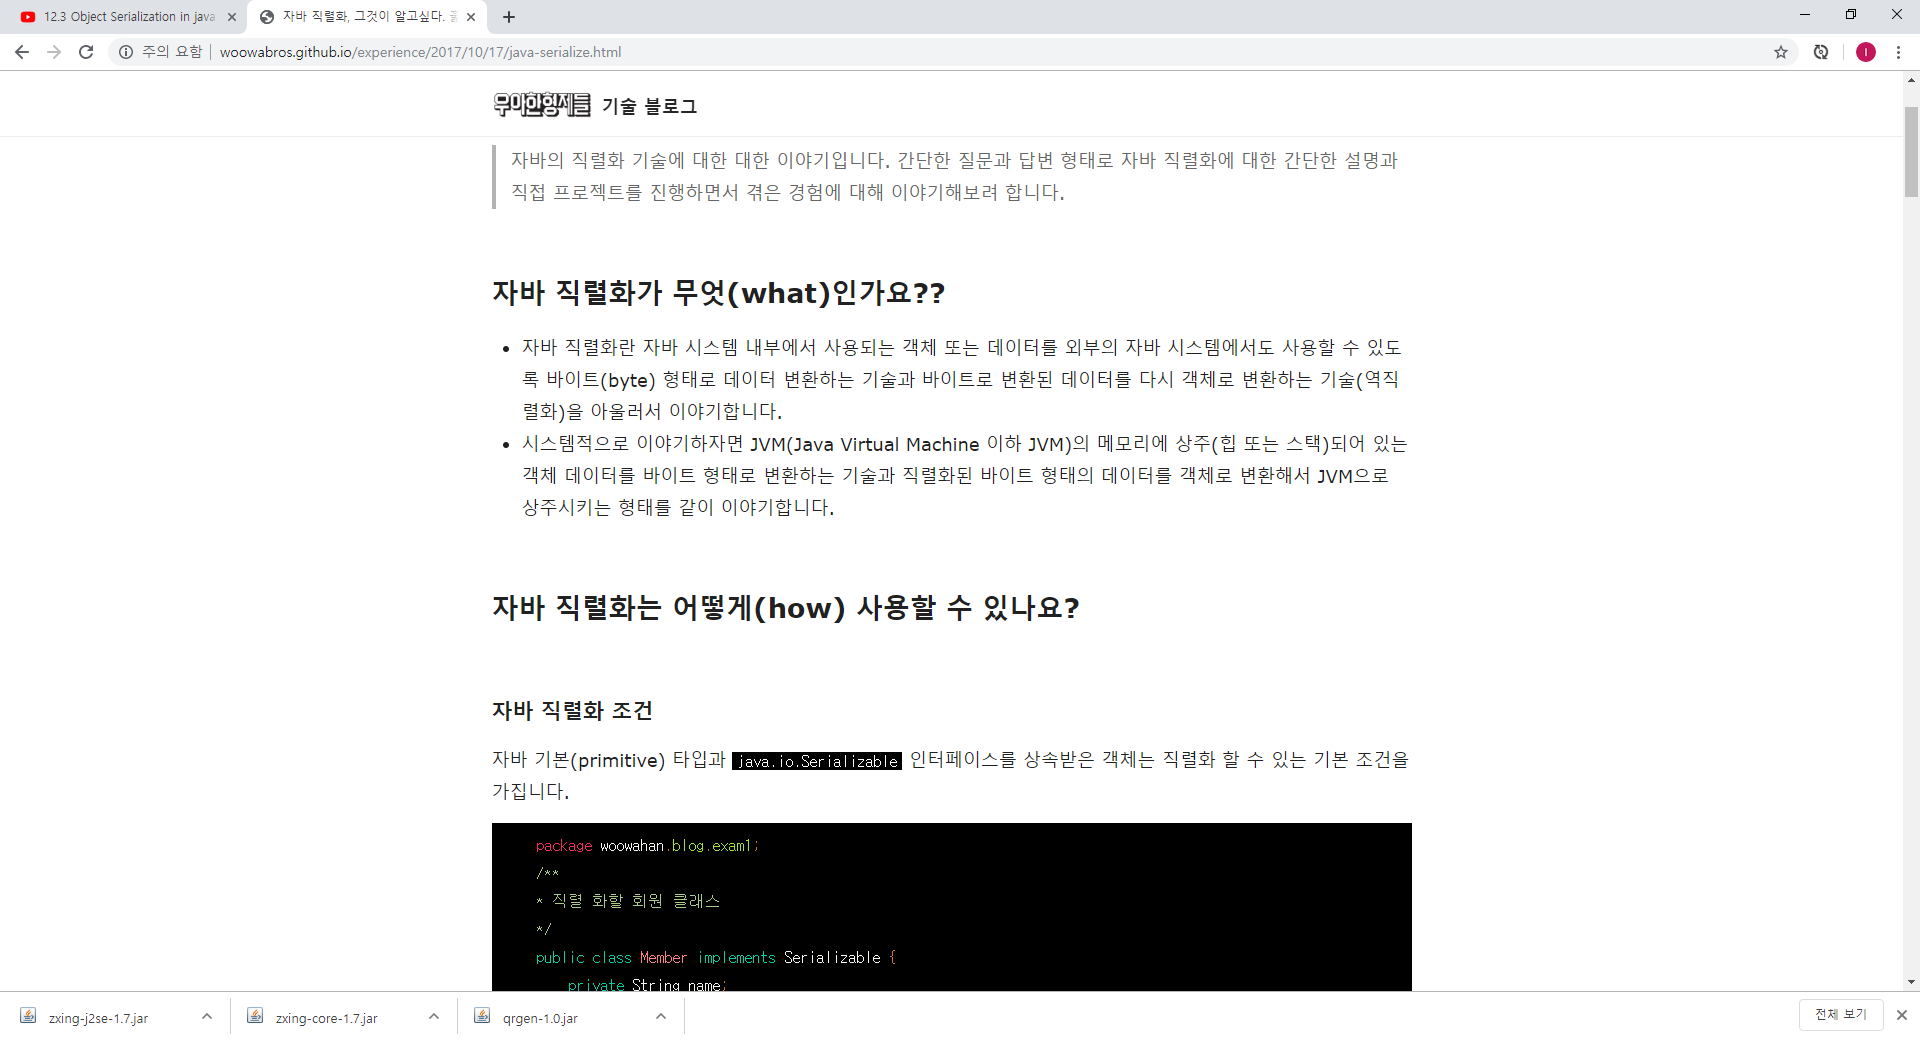 12.3 Object Serialization in java
자바 직렬화, 그것이 알고싶다.
주의 요함
woowabros.github.io/experience/2017/10/17/java-serialize.html
I
우아한형제들 기술 블로그
자바의 직렬화 기술에 대한 대한 이야기입니다. 간단한 질문과 답변 형태로 자바 직렬화에 대한 간단한 설명과
직접 프로젝트를 진행하면서 겪은 경험에 대해 이야기해보려 합니다.
자바 직렬화가 무엇(what)인가요??
자바 직렬화란 자바 시스템 내부에서 사용되는 객체 또는 데이터를 외부의 자바 시스템에서도 사용할 수 있도
록 바이트(byte) 형태로 데이터 변환하는 기술과 바이트로 변환된 데이터를 다시 객체로 변환하는 기술(역직
렬화)을 아울러서 이야기합니다.
시스템적으로 이야기하자면 JVM(Java Virtual Machine 이하 JVM)의 메모리에 상주(힙 또는 스택)되어 있는
객체 데이터를 바이트 형태로 변환하는 기술과 직렬화된 바이트 형태의 데이터를 객체로 변환해서 JVM으로
상주시키는 형태를 같이 이야기합니다.
자바 직렬화는 어떻게(how) 사용할 수 있나요?
자바 직렬화 조건
자바 기본(primitive) 타입과 java.io.Serializable 인터페이스를 상속받은 객체는 직렬화 할 수 있는 기본 조건을
가집니다.
package woowahan.blog.exam1;
/**
* 직렬 화할 회원 클래스
*/
public class Member implements Serializable {
private String name;
zxing-j2se-1.7.jar
zxing-core-1.7.jar
qrgen-1.0.jar
전체 보기